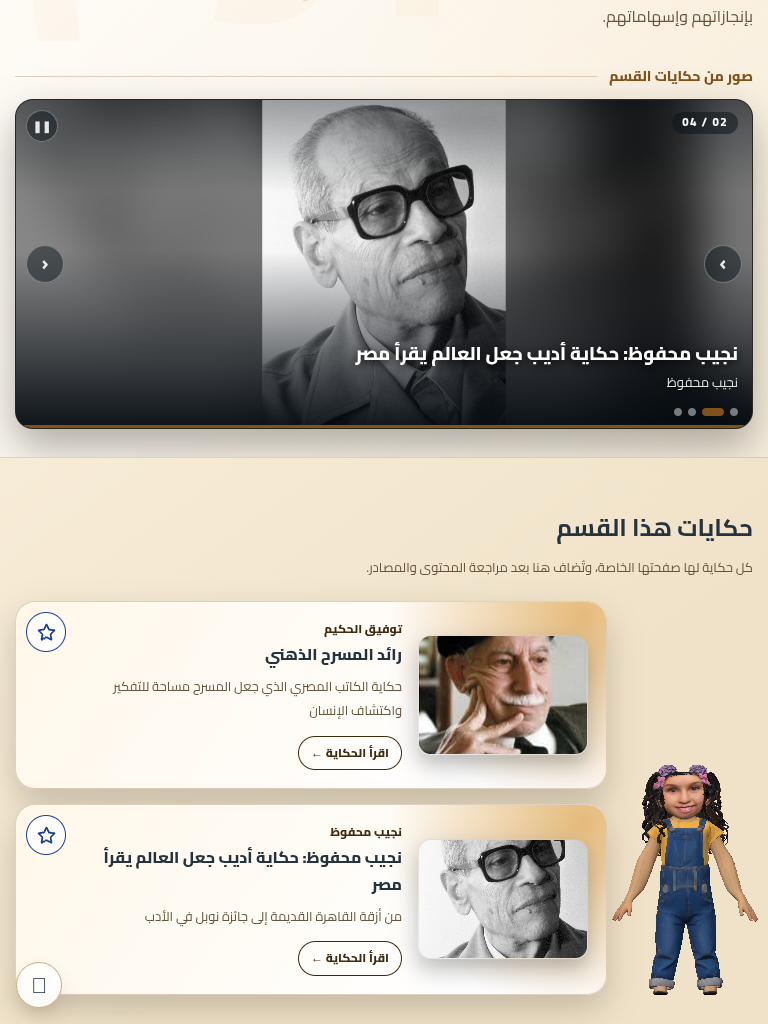 بإنجازاتهم وإسهاماتهم.
صور من حكايات القسم
04 / 02
نجيب محفوظ: حكاية أديب جعل العالم يقرأ مصر
نجيب محفوظ
حكايات هذا القسم
كل حكاية لها صفحتها الخاصة، وتُضاف هنا بعد مراجعة المحتوى والمصادر.
توفيق الحكيم
رائد المسرح الذهني
حكاية الكاتب المصري الذي جعل المسرح مساحة للتفكير
واكتشاف الإنسان
اقرأ الحكاية ←
نجيب محفوظ
نجيب محفوظ: حكاية أديب جعل العالم يقرأ
مصر
من أزقة القاهرة القديمة إلى جائزة نوبل في الأدب
اقرأ الحكاية ←